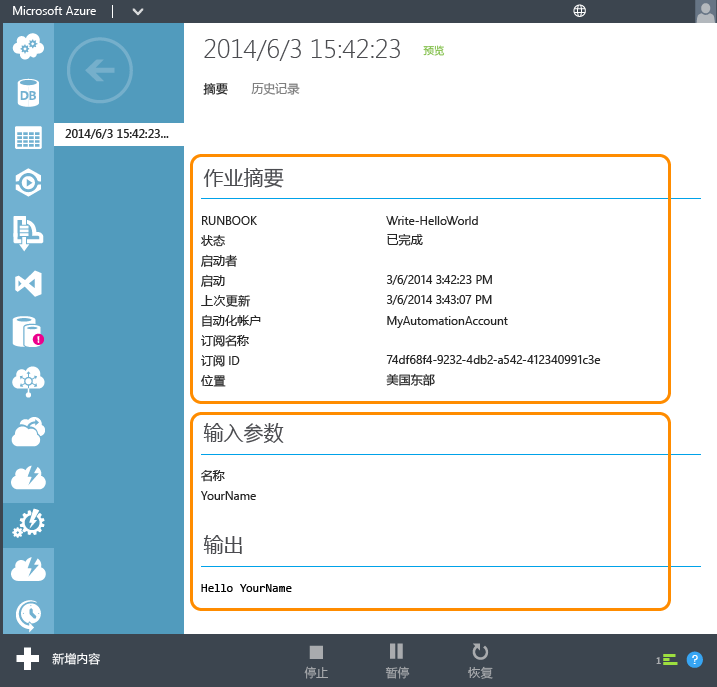 Microsoft Azure
2014/6/3 15:42:23 预览
摘要 历史记录
DB
2014/6/3 15:42:23...
作业摘要
RUNBOOK Write-HelloWorld
状态 已完成
启动者
启动 3/6/2014 3:42:23 PM
上次更新 3/6/2014 3:43:07 PM
自动化帐户 MyAutomationAccount
订阅名称
订阅 ID 74df68f4-9232-4db2-a542-412340991c3e
位置 美国东部
输入参数
名称
YourName
输出
Hello YourName
新增内容 停止 暂停 恢复 1 ?